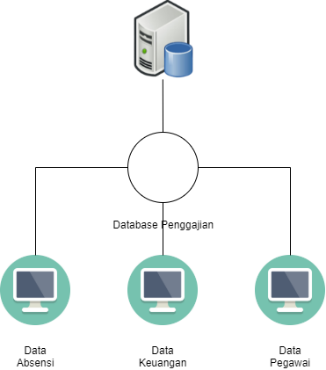 Database Penggajian
Data
Absensi
Data
Keuangan
Data
Pegawai